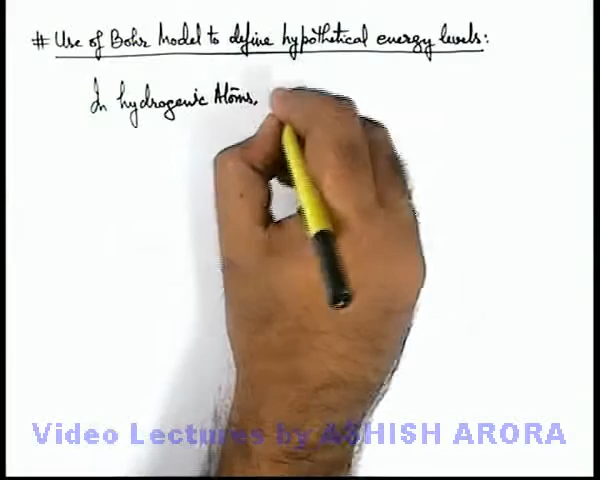 # Use of Bohr Model to define hypothetical energy levels:
In hydrogenic Atoms,
Video Lectures by ASHISH ARORA